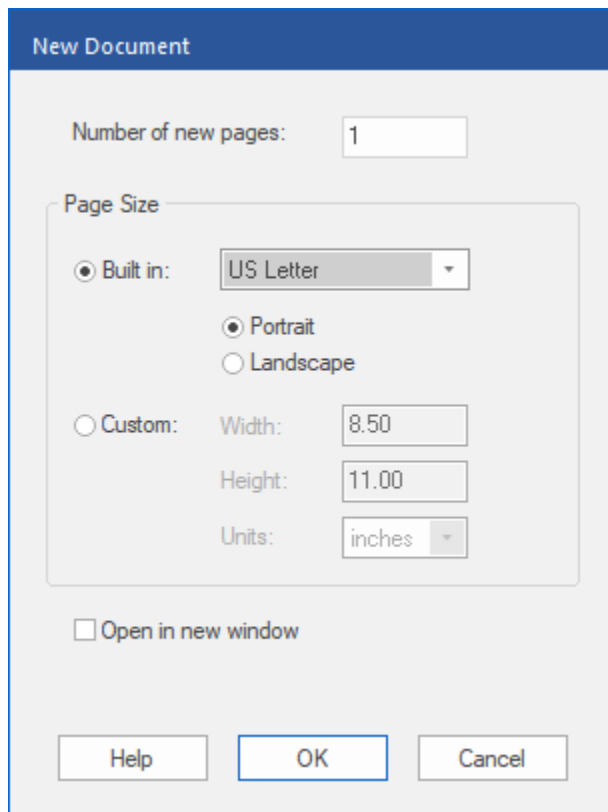 New Document
Number of new pages: 1
Page Size
Built in: US Letter
Portrait
Landscape
Custom: Width: 8.50
Height: 11.00
Units: inches
Open in new window
Help OK Cancel